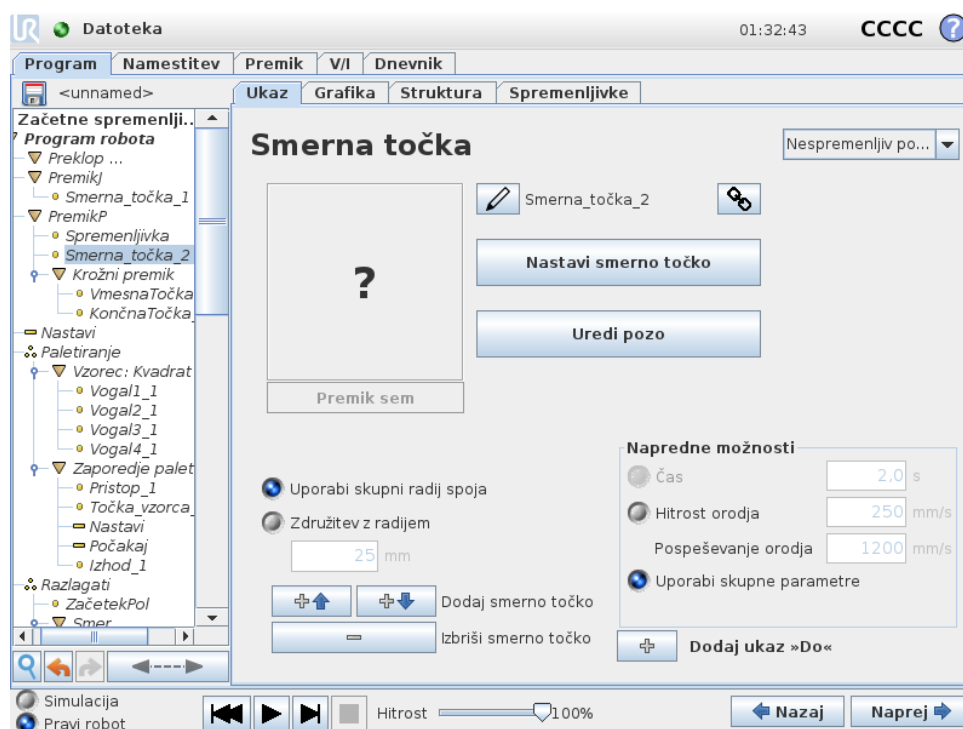 UR Datoteka 01:32:43 CCCC ?
Program Namestitev Premik V/I Dnevnik
<unnamed>
Ukaz Grafika Struktura Spremenljivke
Začetne spremenlji..
Program robota
Preklop ...
PremikJ
Smerna_točka_1
PremikP
Spremenljivka
Smerna_točka_2
Krožni premik
VmesnaTočka
KončnaTočka_
Nastavi
Paletiranje
Vzorec: Kvadrat
Vogal1_1
Vogal2_1
Vogal3_1
Vogal4_1
Zaporedje palet
Pristop_1
Točka_vzorca_
Nastavi
Počakaj
Izhod_1
Razlagati
ZačetekPol
Smer
Smerna točka
Nespremenljiv po...
?
Smerna_točka_2
Nastavi smerno točko
Uredi pozo
Premik sem
Uporabi skupni radij spoja
Združitev z radijem
25 mm
Dodaj smerno točko
Izbriši smerno točko
Napredne možnosti
Čas 2,0 s
Hitrost orodja 250 mm/s
Pospeševanje orodja 1200 mm/s
Uporabi skupne parametre
Dodaj ukaz »Do«
Simulacija
Pravi robot
Hitrost 100%
Nazaj Naprej